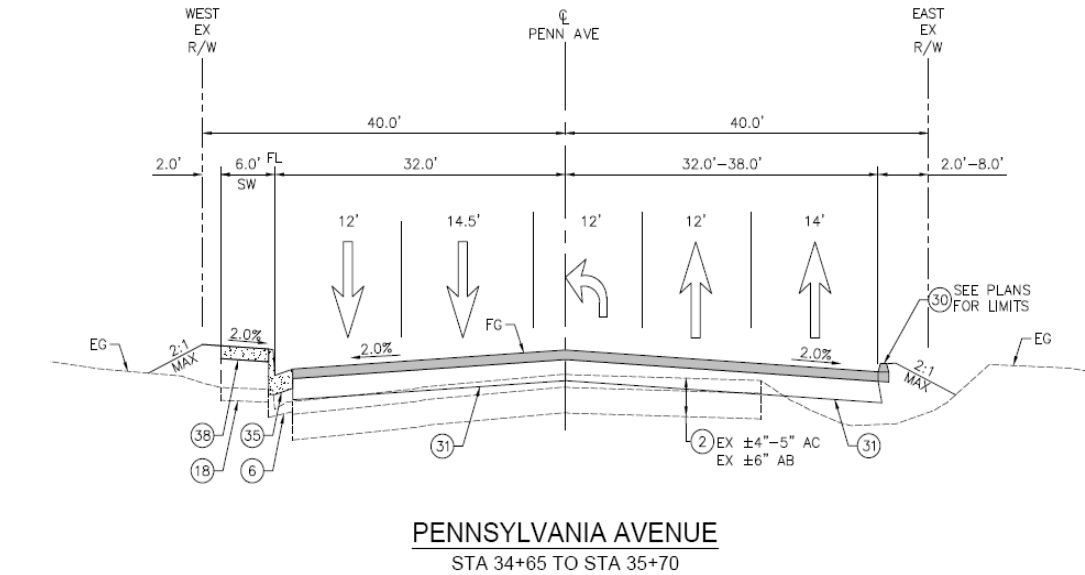 WEST
EX
R/W
℄
PENN AVE
EAST
EX
R/W
40.0'
40.0'
2.0'
6.0'
SW
FL
32.0'
32.0'-38.0'
2.0'-8.0'
12'
14.5'
12'
12'
14'
30
SEE PLANS
FOR LIMITS
EG
2:1
MAX
2.0%
FG
2.0%
2.0%
2:1
MAX
EG
38
35
18
6
31
2
EX ±4"-5" AC
EX ±6" AB
31
PENNSYLVANIA AVENUE
STA 34+65 TO STA 35+70